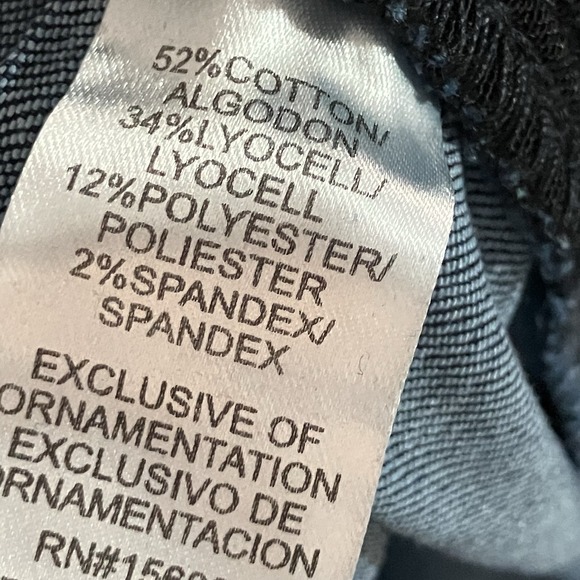 52%COTTON/
ALGODON
34%LYOCELL/
LYOCELL
12%POLYESTER/
POLIESTER
2%SPANDEX/
SPANDEX
EXCLUSIVE OF
ORNAMENTATION
EXCLUSIVO DE
ORNAMENTACION